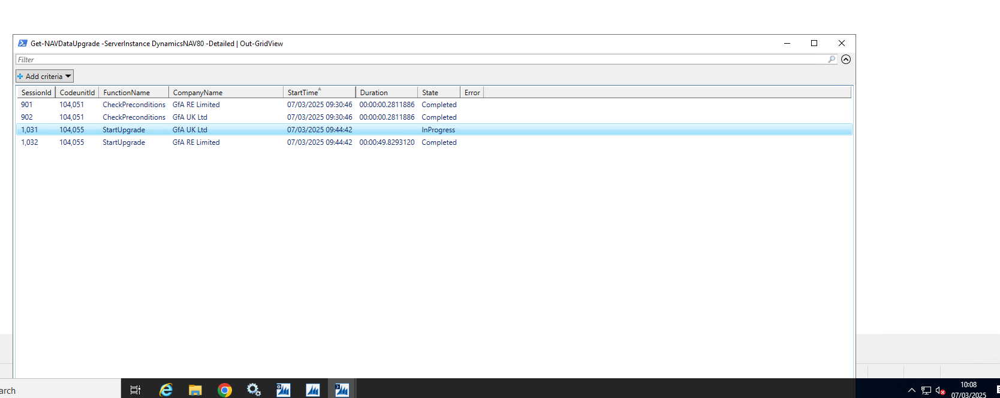 Get-NAVDataUpgrade -ServerInstance DynamicsNAV80 -Detailed | Out-GridView
Filter
Add criteria
SessionId CodeunitId FunctionName CompanyName StartTime Duration State Error
901 104,051 CheckPreconditions GfA RE Limited 07/03/2025 09:30:46 00:00:00.2811886 Completed
902 104,051 CheckPreconditions GfA UK Ltd 07/03/2025 09:30:46 00:00:00.2811886 Completed
1,031 104,055 StartUpgrade GfA UK Ltd 07/03/2025 09:44:42 InProgress
1,032 104,055 StartUpgrade GfA RE Limited 07/03/2025 09:44:42 00:00:49.8293120 Completed
arch
10:08
07/03/2025